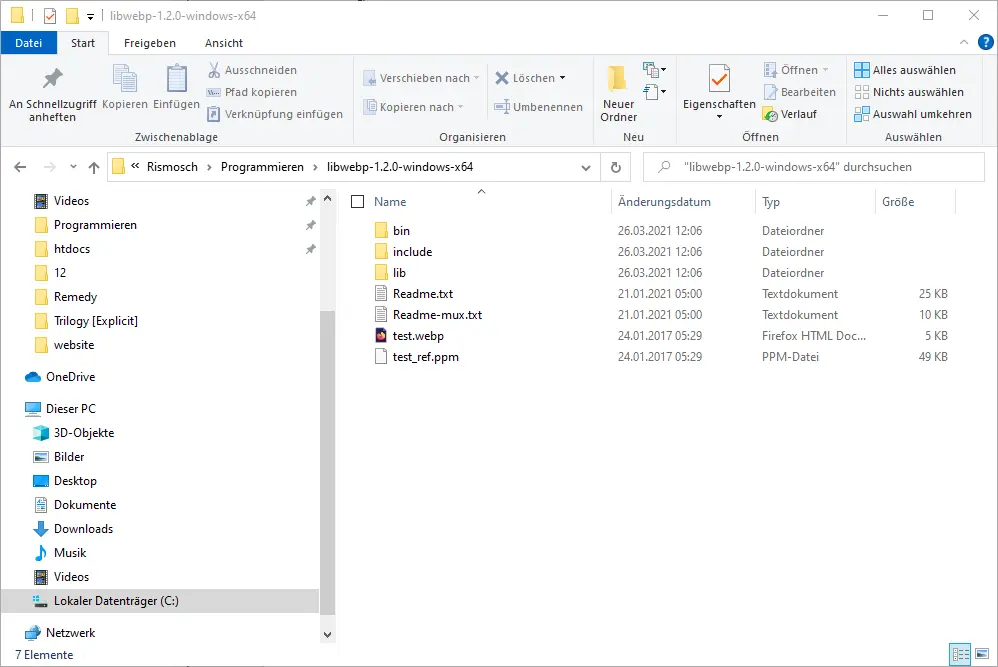 libwebp-1.2.0-windows-x64
Datei Start Freigeben Ansicht
An Schnellzugriff anheften
Kopieren
Einfügen
Ausschneiden
Pfad kopieren
Verknüpfung einfügen
Zwischenablage
Verschieben nach
Kopieren nach
Löschen
Umbenennen
Organisieren
Neuer Ordner
Neu
Eigenschaften
Öffnen
Bearbeiten
Verlauf
Öffnen
Alles auswählen
Nichts auswählen
Auswahl umkehren
Auswählen
« Rismosch › Programmieren › libwebp-1.2.0-windows-x64
"libwebp-1.2.0-windows-x64" durchsuchen
Videos
Programmieren
htdocs
12
Remedy
Trilogy [Explicit]
website
OneDrive
Dieser PC
3D-Objekte
Bilder
Desktop
Dokumente
Downloads
Musik
Videos
Lokaler Datenträger (C:)
Netzwerk
Name Änderungsdatum Typ Größe
bin 26.03.2021 12:06 Dateiordner
include 26.03.2021 12:06 Dateiordner
lib 26.03.2021 12:06 Dateiordner
Readme.txt 21.01.2021 05:00 Textdokument 25 KB
Readme-mux.txt 21.01.2021 05:00 Textdokument 10 KB
test.webp 24.01.2017 05:29 Firefox HTML Doc... 5 KB
test_ref.ppm 24.01.2017 05:29 PPM-Datei 49 KB
7 Elemente